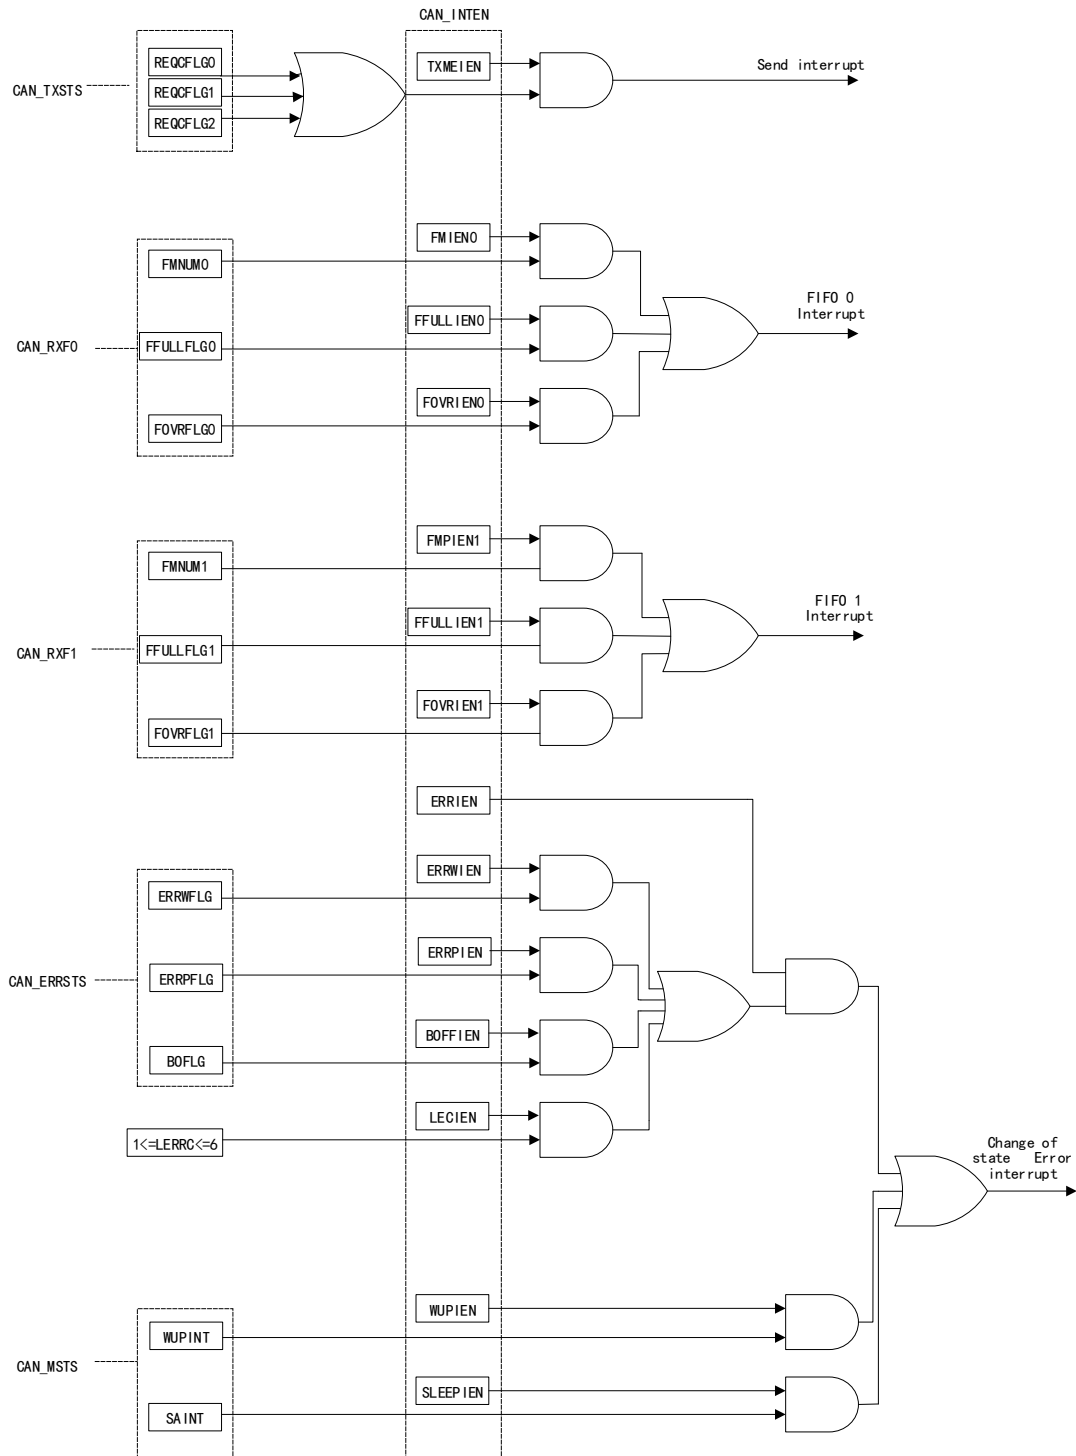 CAN_INTEN
REQCFLG0
TXMEIEN
Send interrupt
CAN_TXSTS
REQCFLG1
REQCFLG2
FMIEN0
FMNUM0
FIFO 0
Interrupt
FFULLIEN0
CAN_RXF0
FFULLFLG0
FOVRIEN0
FOVRFLG0
FMPIEN1
FMNUM1
FIFO 1
Interrupt
FFULLIEN1
CAN_RXF1
FFULLFLG1
FOVRIEN1
FOVRFLG1
ERRIEN
ERRWIEN
ERRWFLG
ERRPIEN
CAN_ERRSTS
ERRPFLG
BOFFIEN
BOFLG
LECIEN
1<=LERRC<=6
Change of
state Error
interrupt
WUPIEN
WUPINT
CAN_MSTS
SLEEPIEN
SAINT